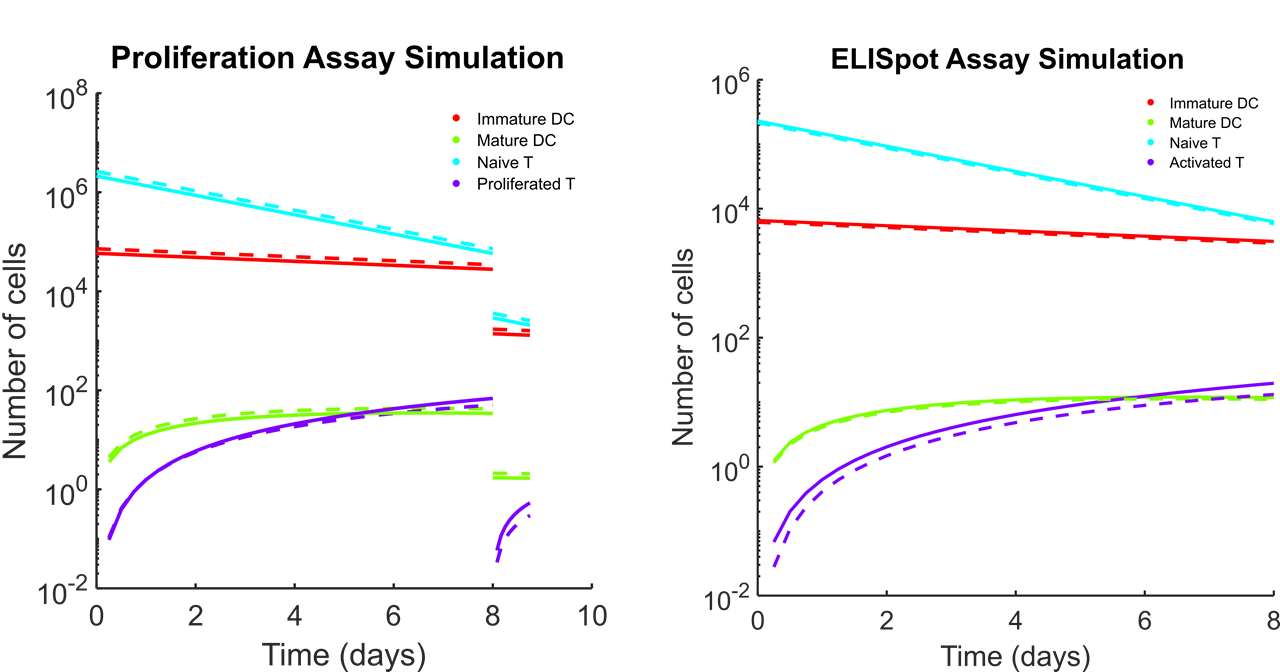 Proliferation Assay Simulation
Number of cells
10^8
10^6
10^4
10^2
10^0
10^-2
Immature DC
Mature DC
Naive T
Proliferated T
0 2 4 6 8 10
Time (days)
ELISpot Assay Simulation
Number of cells
10^6
10^4
10^2
10^0
10^-2
Immature DC
Mature DC
Naive T
Activated T
0 2 4 6 8
Time (days)